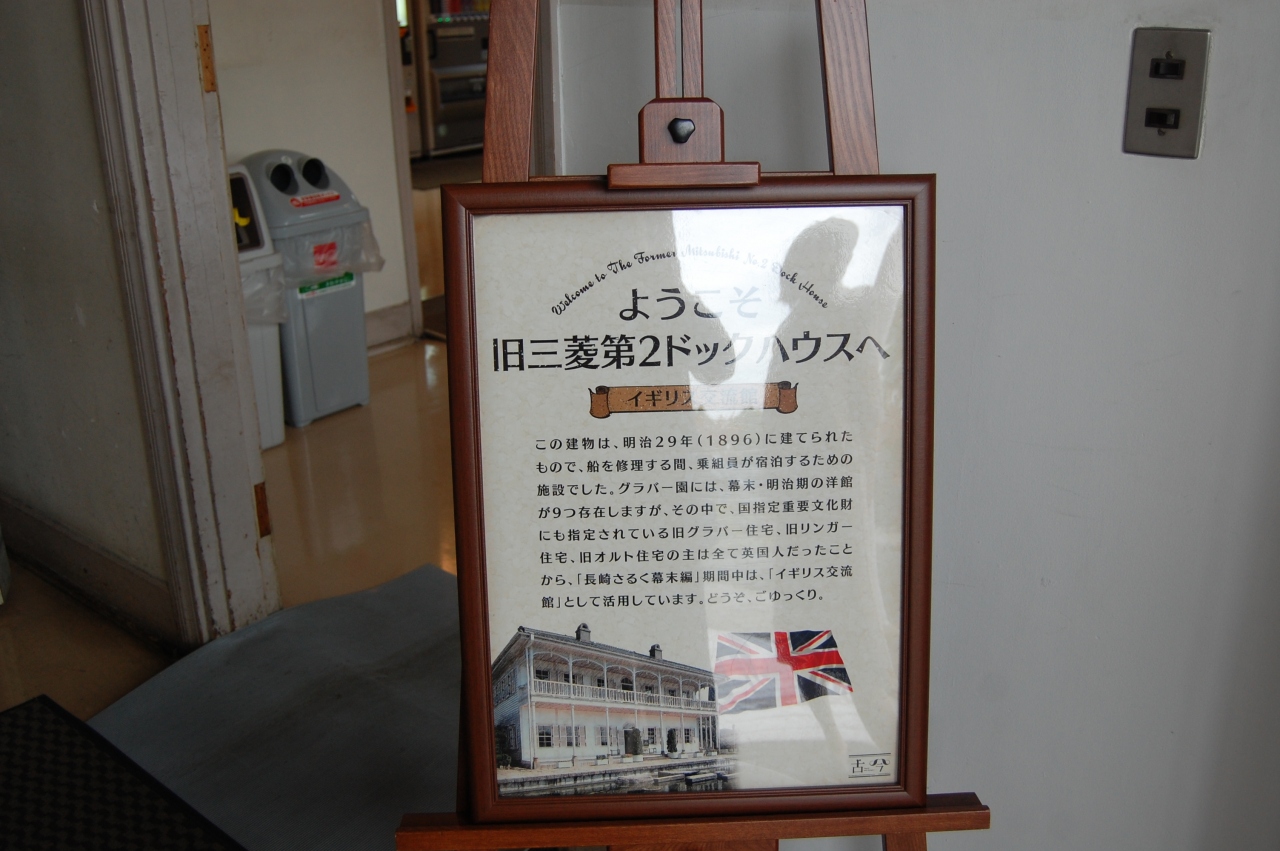 Welcome to The Former Mitsubishi No.2 Dock House
ようこそ
旧三菱第2ドックハウスへ
イギリス交流館
この建物は、明治29年(1896)に建てられた
もので、船を修理する間、乗組員が宿泊するための
施設でした。グラバー園には、幕末・明治期の洋館
が9つ存在しますが、その中で、国指定重要文化財
にも指定されている旧グラバー住宅、旧リンガー
住宅、旧オルト住宅の主は全て英国人だったこと
から、「長崎さるく幕末編」期間中は、「イギリス交流
館」として活用しています。どうぞ、ごゆっくり。